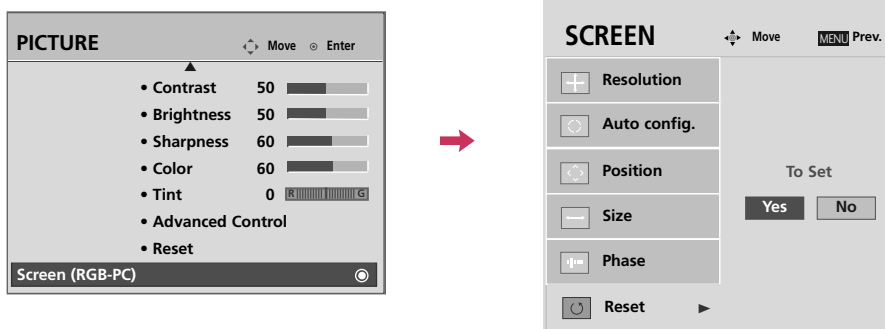 PICTURE
Move
Enter
• Contrast 50
• Brightness 50
• Sharpness 60
• Color 60
• Tint 0 R G
• Advanced Control
• Reset
Screen (RGB-PC)
SCREEN
Move
MENU Prev.
Resolution
Auto config.
Position
Size
Phase
Reset
To Set
Yes No